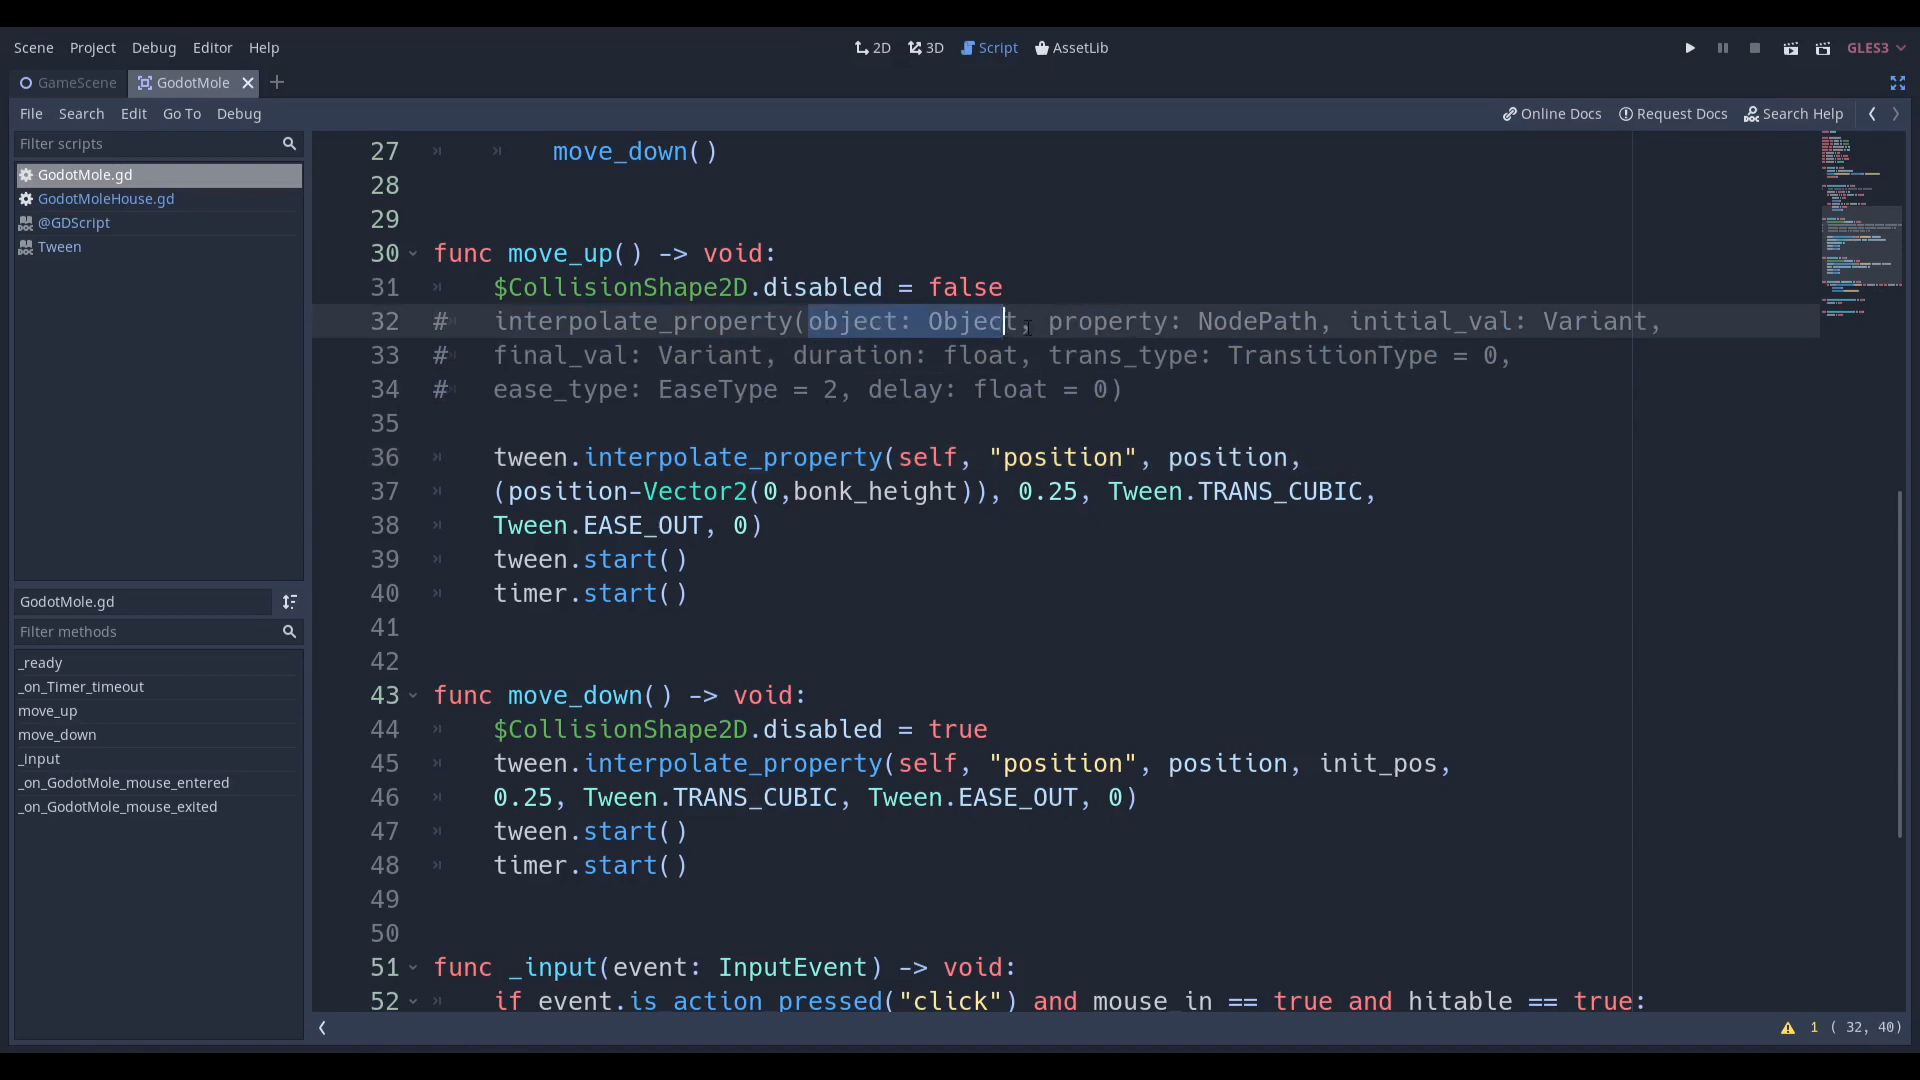 Scene Project Debug Editor Help 2D 3D Script AssetLib GLES3
GameScene GodotMole
File Search Edit Go To Debug Online Docs Request Docs Search Help
Filter scripts
GodotMole.gd
GodotMoleHouse.gd
@GDScript
Tween
GodotMole.gd
Filter methods
_ready
_on_Timer_timeout
move_up
move_down
_input
_on_GodotMole_mouse_entered
_on_GodotMole_mouse_exited
27 move_down()
28
29
30 func move_up() -> void:
31 $CollisionShape2D.disabled = false
32 # interpolate_property(object: Object, property: NodePath, initial_val: Variant,
33 # final_val: Variant, duration: float, trans_type: TransitionType = 0,
34 # ease_type: EaseType = 2, delay: float = 0)
35
36 tween.interpolate_property(self, "position", position,
37 (position-Vector2(0,bonk_height)), 0.25, Tween.TRANS_CUBIC,
38 Tween.EASE_OUT, 0)
39 tween.start()
40 timer.start()
41
42
43 func move_down() -> void:
44 $CollisionShape2D.disabled = true
45 tween.interpolate_property(self, "position", position, init_pos,
46 0.25, Tween.TRANS_CUBIC, Tween.EASE_OUT, 0)
47 tween.start()
48 timer.start()
49
50
51 func _input(event: InputEvent) -> void:
52 if event.is_action_pressed("click") and mouse_in == true and hitable == true:
1 ( 32, 40)